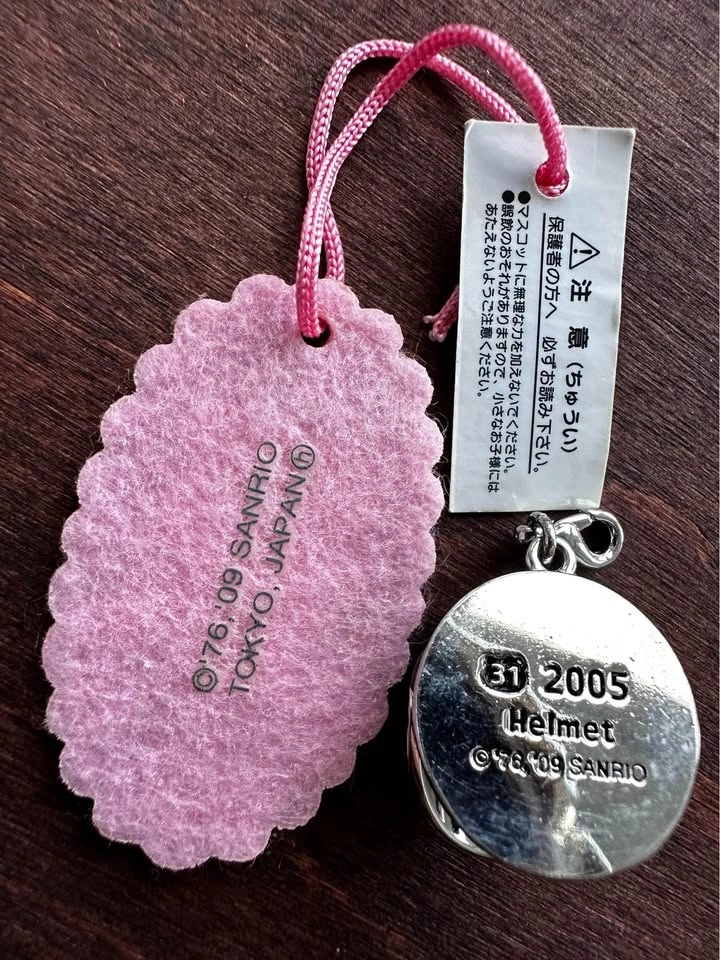 ©'76,'09 SANRIO
TOKYO, JAPANⓗ
注 意 (ちゅうい)
保護者の方へ 必ずお読み下さい。
●マスコットに無理な力を加えないでください。
●誤飲のおそれがありますので、小さなお子様には
あたえないようご注意ください。
31 2005
Helmet
©'76,'09 SANRIO